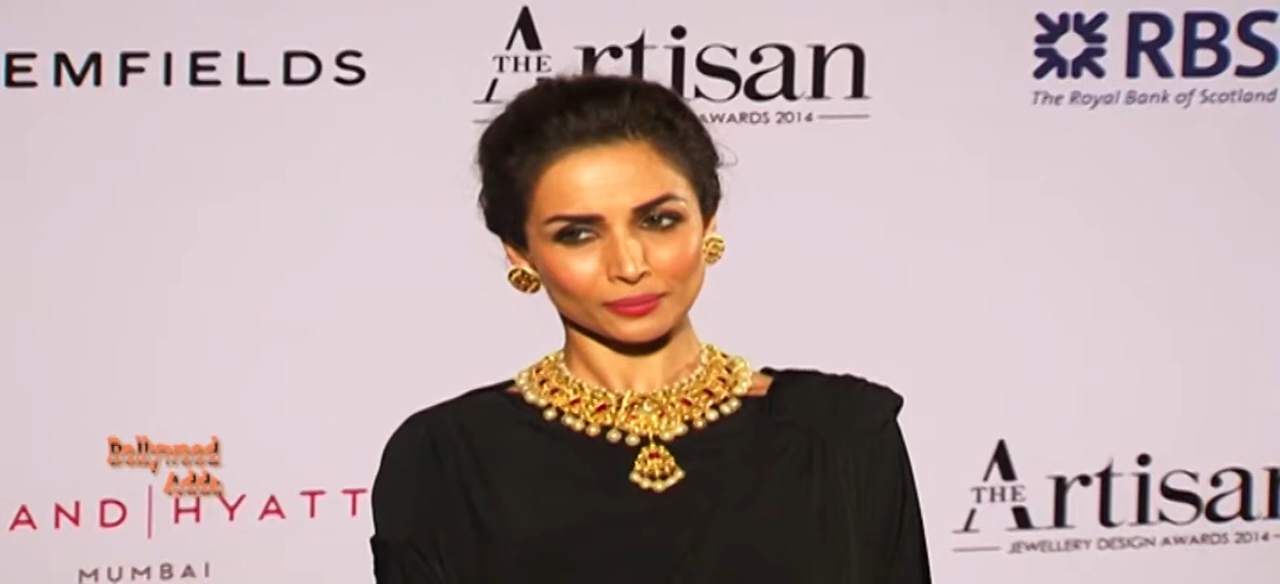 EMFIELDS
THE Artisan
AWARDS 2014
RBS
The Royal Bank of Scotland
Bollywood
Adda
AND | HYATT
MUMBAI
THE Artisan
JEWELLERY DESIGN AWARDS 2014